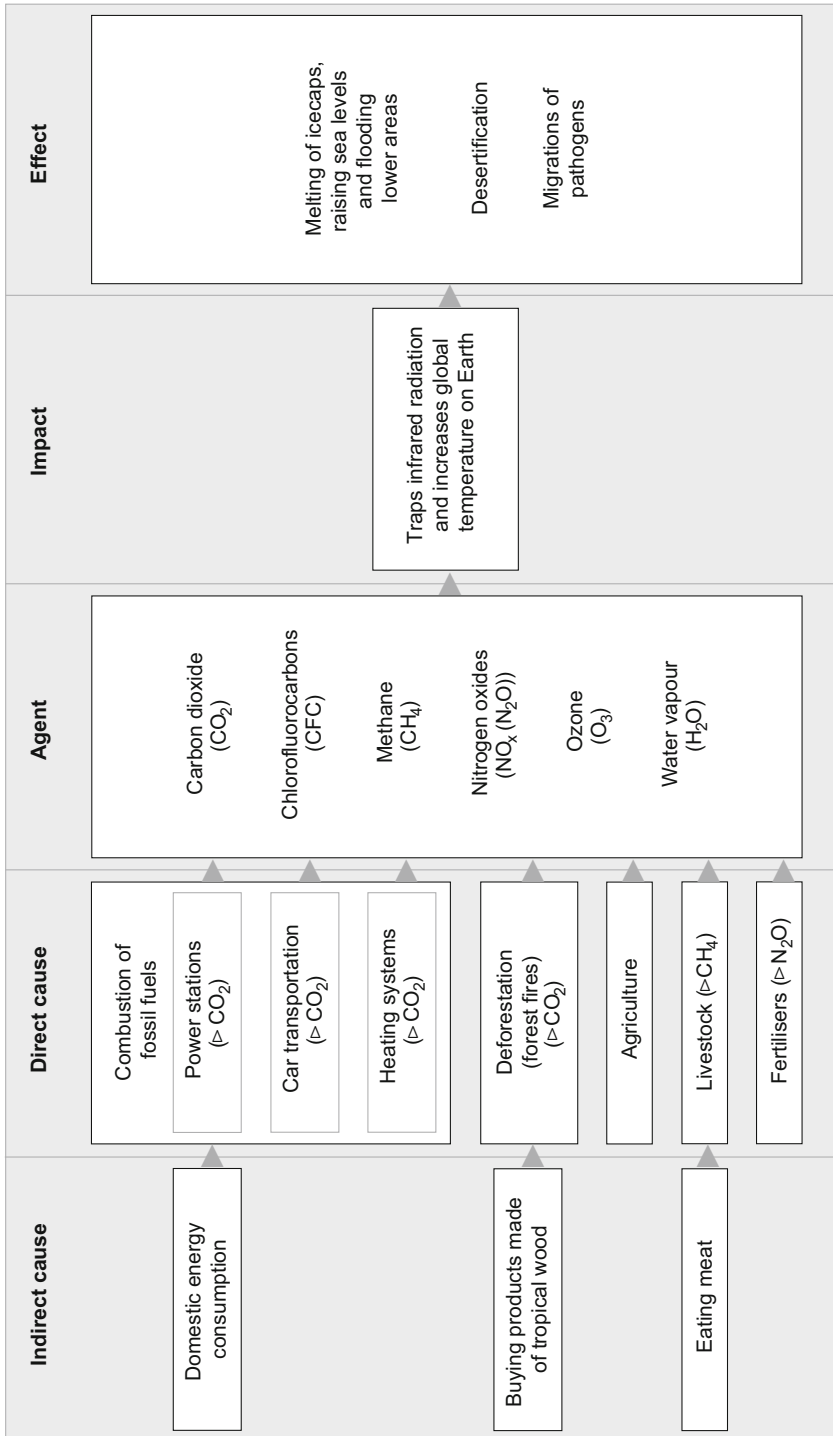 Indirect cause
Domestic energy
consumption
Buying products made
of tropical wood
Eating meat
Direct cause
Combustion of
fossil fuels
Power stations
(▹ CO₂)
Car transportation
(▹ CO₂)
Heating systems
(▹ CO₂)
Deforestation
(forest fires)
(▹CO₂)
Agriculture
Livestock (▹CH₄)
Fertilisers (▹ N₂O)
Agent
Carbon dioxide
(CO₂)
Chlorofluorocarbons
(CFC)
Methane
(CH₄)
Nitrogen oxides
(NOₓ (N₂O))
Ozone
(O₃)
Water vapour
(H₂O)
Impact
Traps infrared radiation
and increases global
temperature on Earth
Effect
Melting of icecaps,
raising sea levels
and flooding
lower areas
Desertification
Migrations of
pathogens